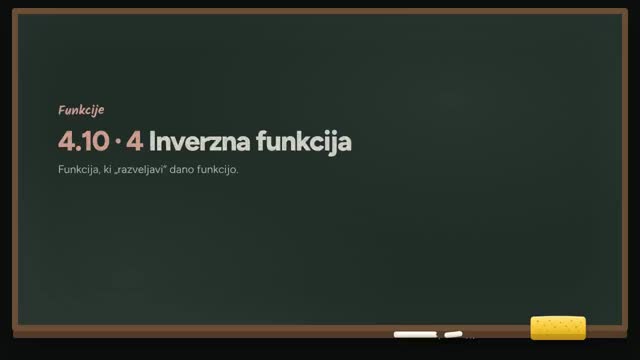 Funkcije
4.10 · 4 Inverzna funkcija
Funkcija, ki „razveljavi” dano funkcijo.